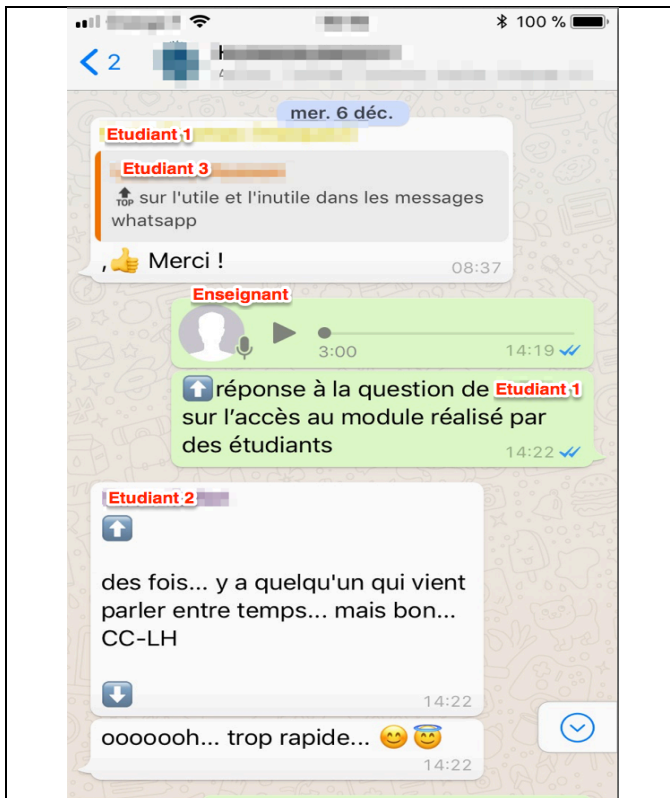 100 %
2
mer. 6 déc.
Etudiant 1
Etudiant 3
TOP sur l'utile et l'inutile dans les messages
whatsapp
,👍 Merci !
08:37
Enseignant
3:00
14:19
⬆️réponse à la question de Etudiant 1
sur l’accès au module réalisé par
des étudiants
14:22
Etudiant 2
⬆️
des fois... y a quelqu'un qui vient
parler entre temps... mais bon...
CC-LH
⬇️
14:22
ooooooh... trop rapide... 😊 😇
14:22